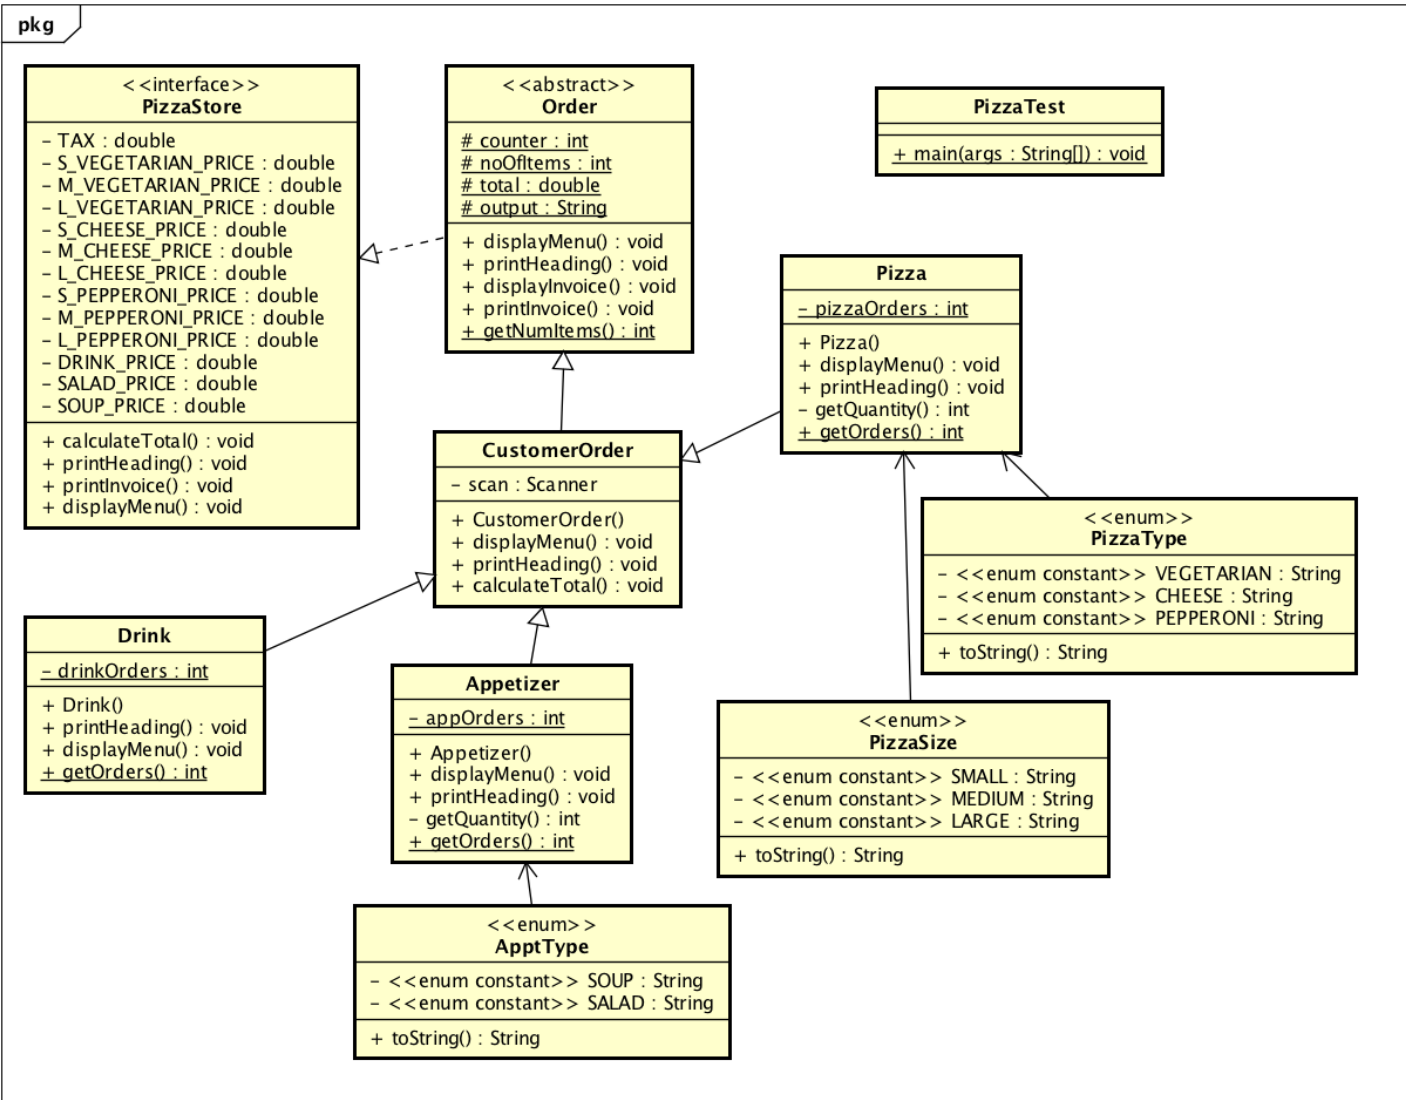 pkg
<<interface>>
PizzaStore
- TAX : double
- S_VEGETARIAN_PRICE : double
- M_VEGETARIAN_PRICE : double
- L_VEGETARIAN_PRICE : double
- S_CHEESE_PRICE : double
- M_CHEESE_PRICE : double
- L_CHEESE_PRICE : double
- S_PEPPERONI_PRICE : double
- M_PEPPERONI_PRICE : double
- L_PEPPERONI_PRICE : double
- DRINK_PRICE : double
- SALAD_PRICE : double
- SOUP_PRICE : double
+ calculateTotal() : void
+ printHeading() : void
+ printInvoice() : void
+ displayMenu() : void
<<abstract>>
Order
# counter : int
# noOfItems : int
# total : double
# output : String
+ displayMenu() : void
+ printHeading() : void
+ displayInvoice() : void
+ printInvoice() : void
+ getNumItems() : int
PizzaTest
+ main(args : String[]) : void
Pizza
- pizzaOrders : int
+ Pizza()
+ displayMenu() : void
+ printHeading() : void
- getQuantity() : int
+ getOrders() : int
CustomerOrder
- scan : Scanner
+ CustomerOrder()
+ displayMenu() : void
+ printHeading() : void
+ calculateTotal() : void
<<enum>>
PizzaType
- <<enum constant>> VEGETARIAN : String
- <<enum constant>> CHEESE : String
- <<enum constant>> PEPPERONI : String
+ toString() : String
Drink
- drinkOrders : int
+ Drink()
+ printHeading() : void
+ displayMenu() : void
+ getOrders() : int
Appetizer
- appOrders : int
+ Appetizer()
+ displayMenu() : void
+ printHeading() : void
- getQuantity() : int
+ getOrders() : int
<<enum>>
PizzaSize
- <<enum constant>> SMALL : String
- <<enum constant>> MEDIUM : String
- <<enum constant>> LARGE : String
+ toString() : String
<<enum>>
ApptType
- <<enum constant>> SOUP : String
- <<enum constant>> SALAD : String
+ toString() : String